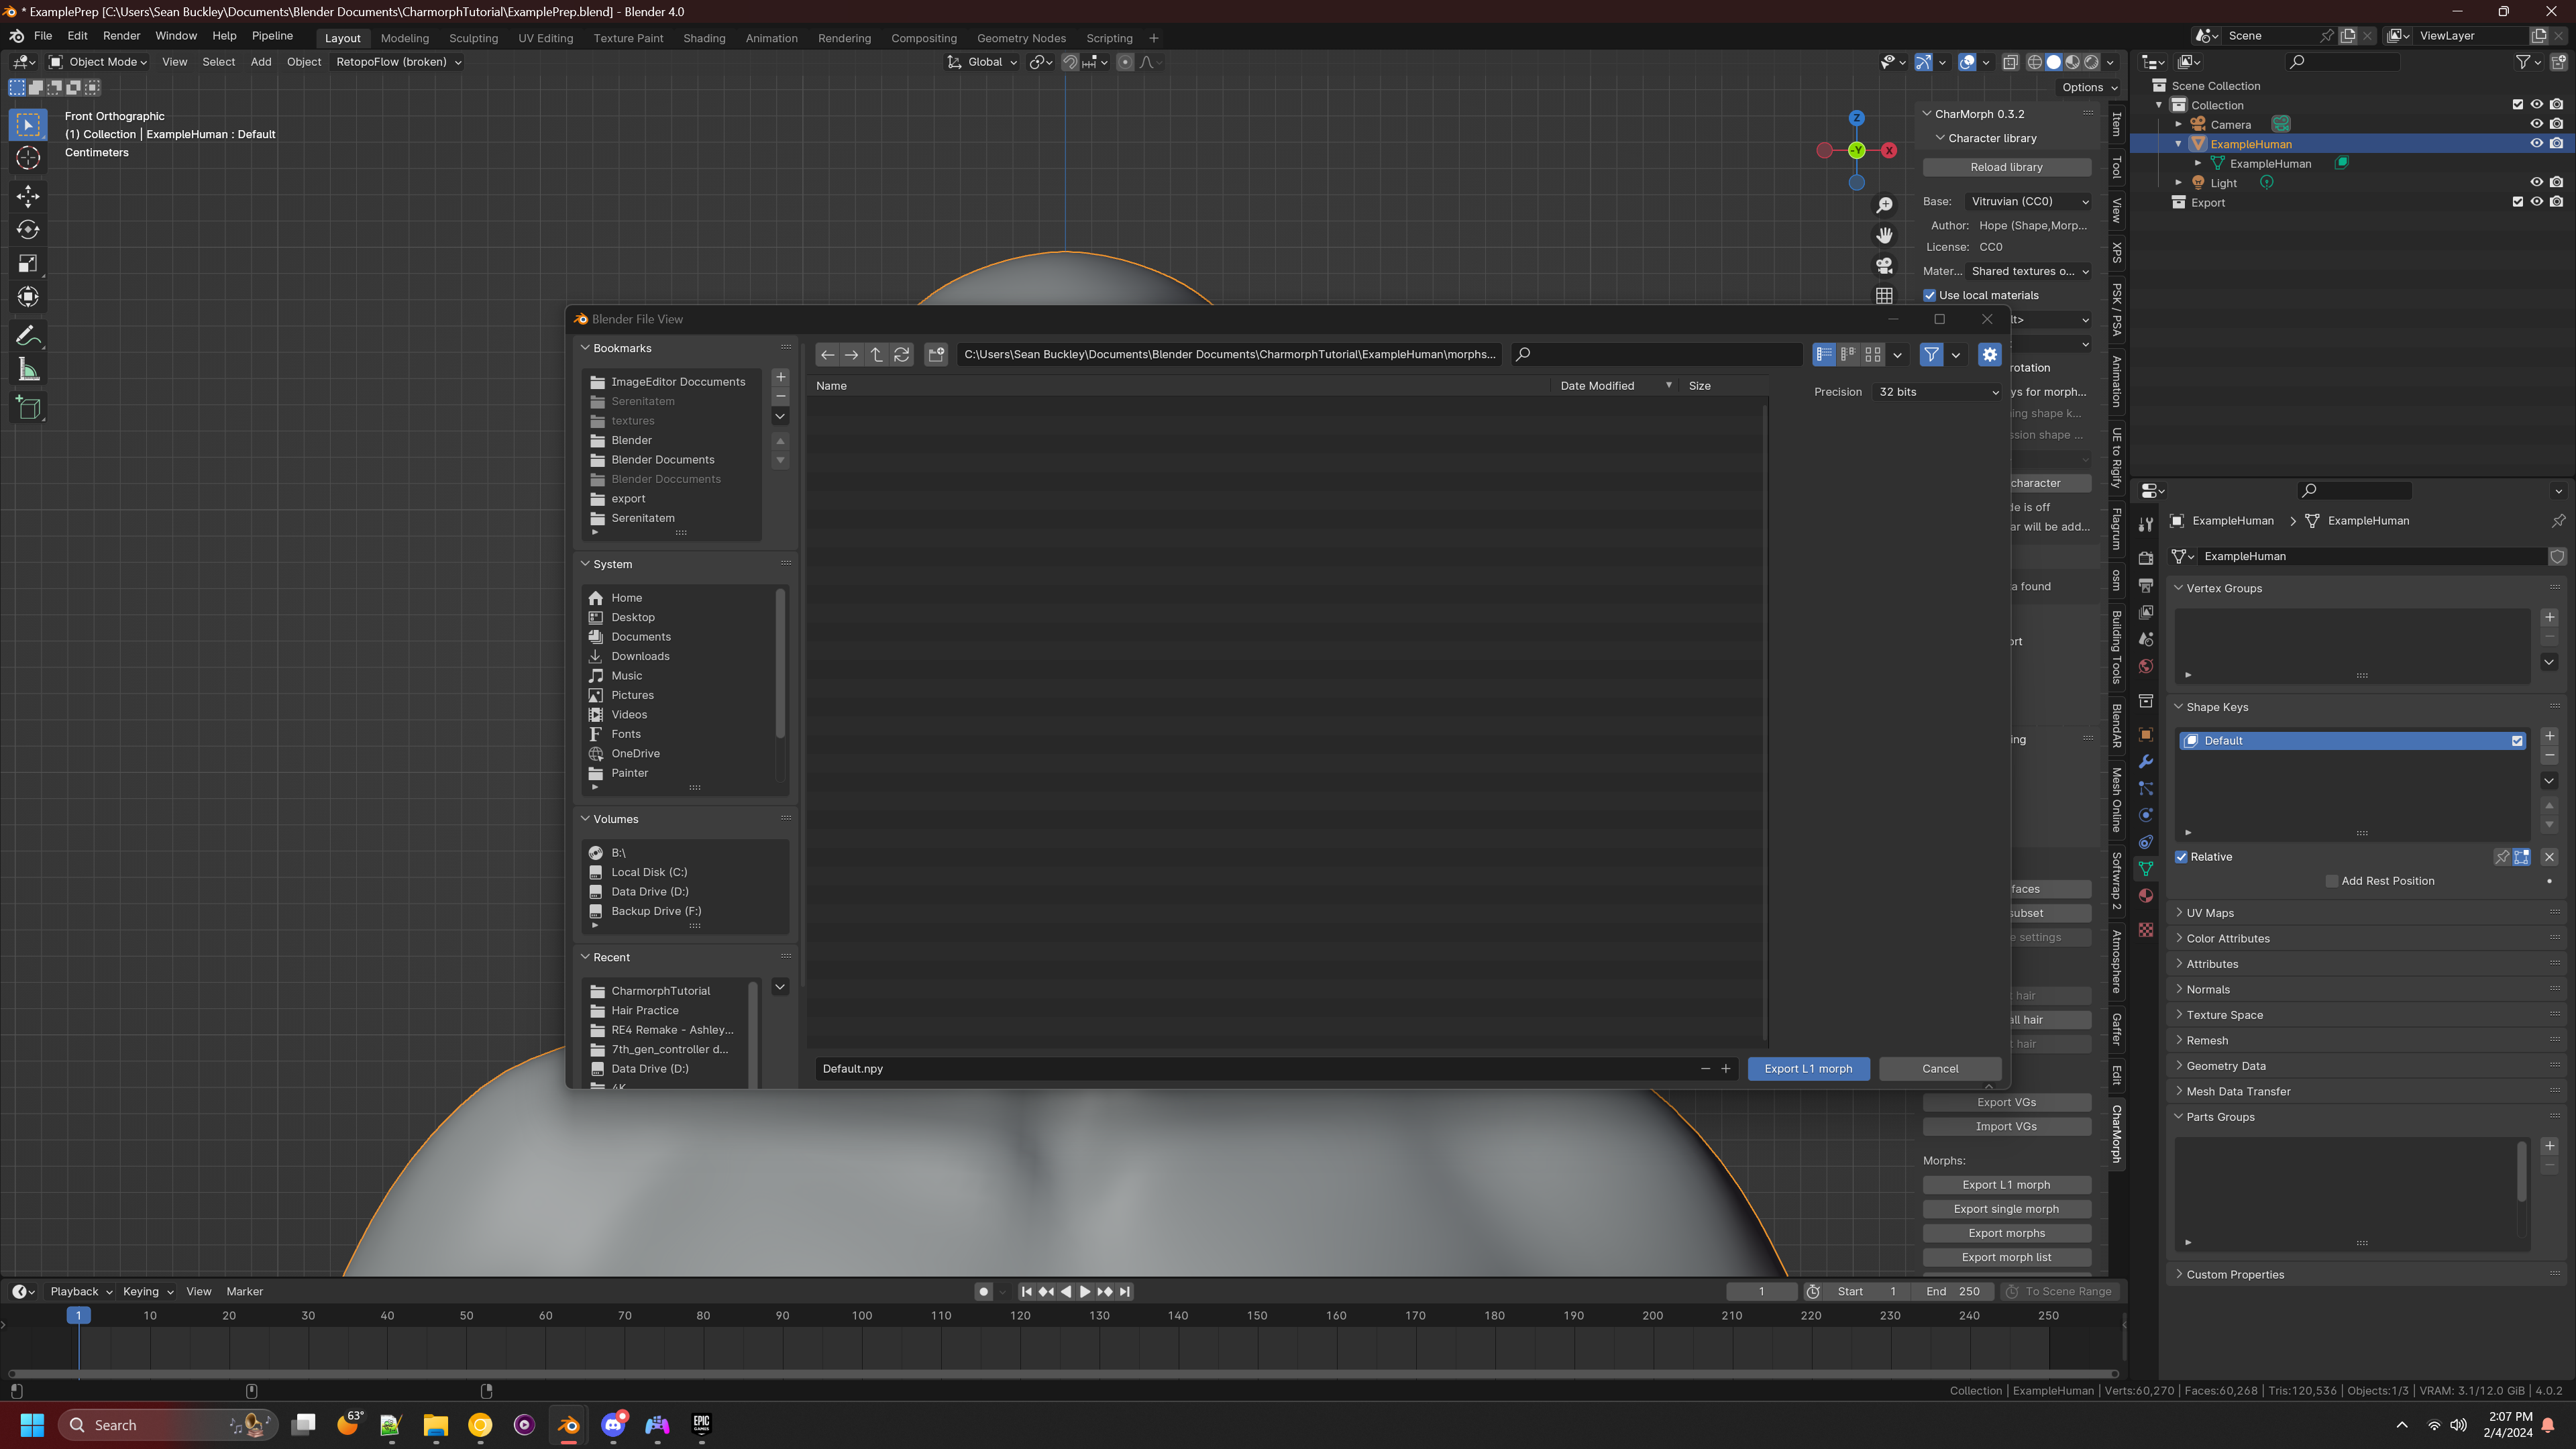 * ExamplePrep [C:\Users\Sean Buckley\Documents\Blender Documents\CharmorphTutorial\ExamplePrep.blend] - Blender 4.0
File Edit Render Window Help Pipeline Layout Modeling Sculpting UV Editing Texture Paint Shading Animation Rendering Compositing Geometry Nodes Scripting + Scene ViewLayer
Object Mode View Select Add Object RetopoFlow (broken) Global
Options
Front Orthographic
(1) Collection | ExampleHuman : Default
Centimeters
Z
-Y
X
CharMorph 0.3.2
Character library
Reload library
Base: Vitruvian (CC0)
Author: Hope (Shape,Morp...
License: CC0
Mater... Shared textures o...
Use local materials
lt>
rotation
ys for morph...
ing shape k...
ssion shape ...
character
de is off
ar will be add...
a found
ort
ing
faces
subset
e settings
t hair
all hair
t hair
Export VGs
Import VGs
Morphs:
Export L1 morph
Export single morph
Export morphs
Export morph list
Item
Tool
View
XPS
PSK / PSA
Animation
UE to Rigify
Flagrum
osm
Building Tools
BlendAR
Mesh Online
Softwrap 2
Atmosphere
Gaffer
Edit
CharMorph
Blender File View
Bookmarks
ImageEditor Doccuments
Serenitatem
textures
Blender
Blender Documents
Blender Doccuments
export
Serenitatem
System
Home
Desktop
Documents
Downloads
Music
Pictures
Videos
Fonts
OneDrive
Painter
Volumes
B:\
Local Disk (C:)
Data Drive (D:)
Backup Drive (F:)
Recent
CharmorphTutorial
Hair Practice
RE4 Remake - Ashley...
7th_gen_controller d...
Data Drive (D:)
4K
C:\Users\Sean Buckley\Documents\Blender Documents\CharmorphTutorial\ExampleHuman\morphs...
Name Date Modified Size
Precision 32 bits
Default.npy
Export L1 morph Cancel
Scene Collection
Collection
Camera
ExampleHuman
ExampleHuman
Light
Export
ExampleHuman > ExampleHuman
ExampleHuman
Vertex Groups
Shape Keys
Default
Relative
Add Rest Position
UV Maps
Color Attributes
Attributes
Normals
Texture Space
Remesh
Geometry Data
Mesh Data Transfer
Parts Groups
Custom Properties
Playback Keying View Marker 1 Start 1 End 250 To Scene Range
1 10 20 30 40 50 60 70 80 90 100 110 120 130 140 150 160 170 180 190 200 210 220 230 240 250
Collection | ExampleHuman | Verts:60,270 | Faces:60,268 | Tris:120,536 | Objects:1/3 | VRAM: 3.1/12.0 GiB | 4.0.2
Search
63°
EPIC GAMES
2:07 PM
2/4/2024